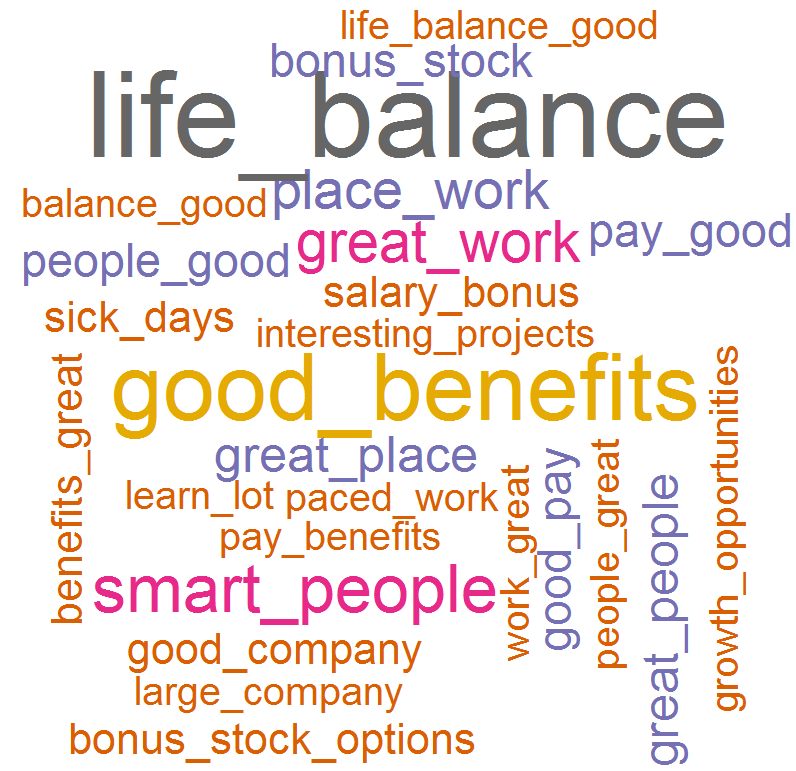 life_balance_good
bonus_stock
life_balance
place_work
balance_good
great_work
pay_good
people_good
salary_bonus
sick_days
interesting_projects
good_benefits
benefits_great
growth_opportunities
great_place
learn_lot
paced_work
work_great
good_pay
people_great
great_people
pay_benefits
smart_people
good_company
large_company
bonus_stock_options